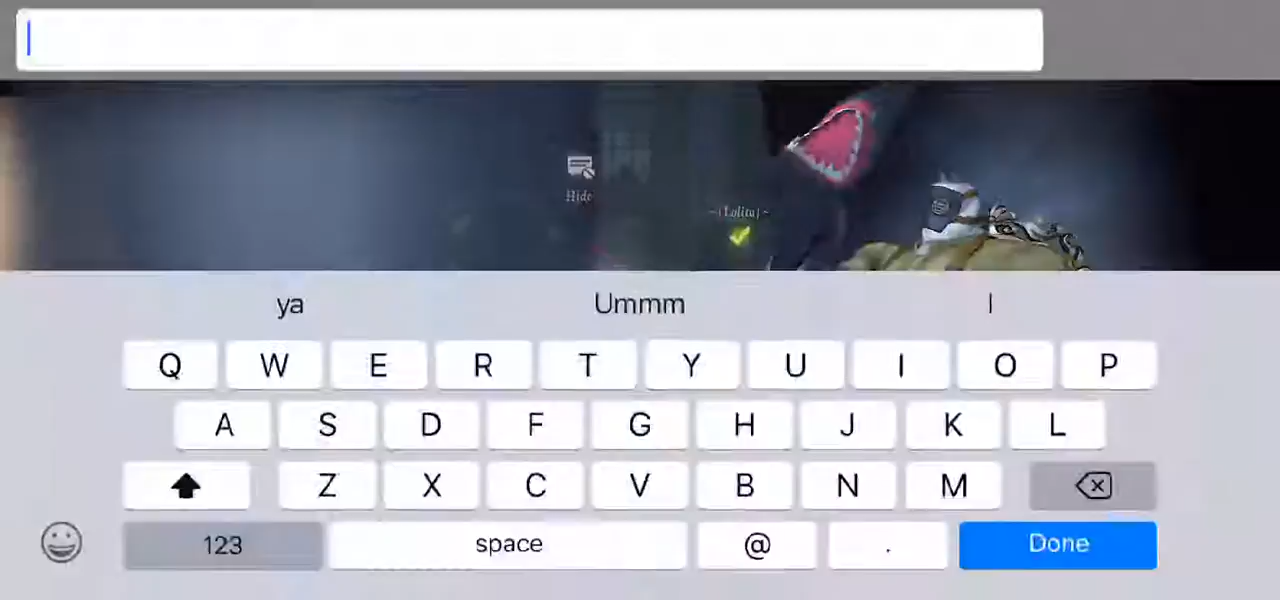 Hide
~{Lolita}~
ya Ummm I
Q W E R T Y U I O P
A S D F G H J K L
Z X C V B N M
123 space @ . Done